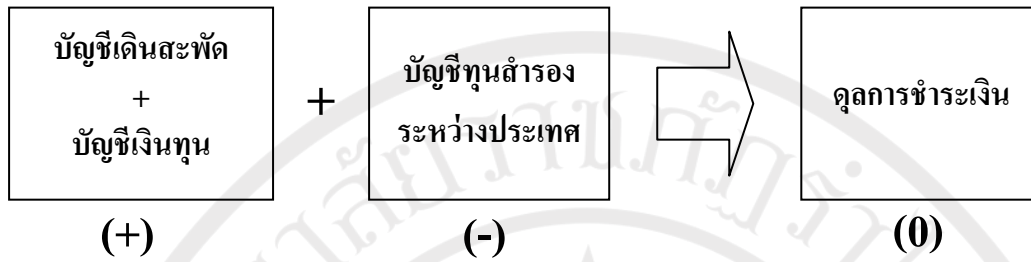 บัญชีเดินสะพัด
+
บัญชีเงินทุน
+
บัญชีทุนสำรอง
ระหว่างประเทศ
ดุลการชำระเงิน
(+)
(-)
(0)